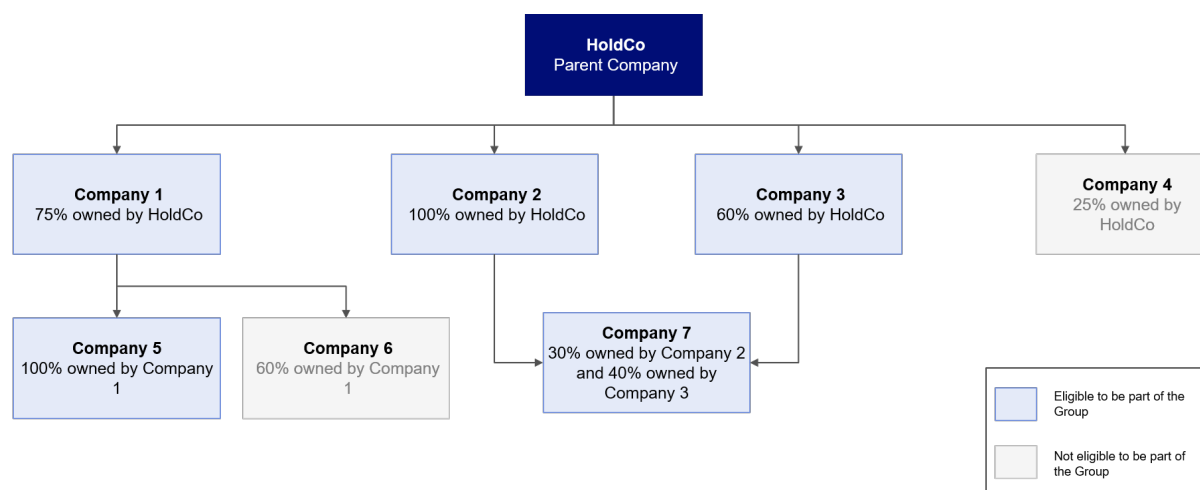 HoldCo
Parent Company
Company 1
75% owned by HoldCo
Company 2
100% owned by HoldCo
Company 3
60% owned by HoldCo
Company 4
25% owned by
HoldCo
Company 5
100% owned by Company
1
Company 6
60% owned by Company
1
Company 7
30% owned by Company 2
and 40% owned by
Company 3
Eligible to be part of the
Group
Not eligible to be part of
the Group